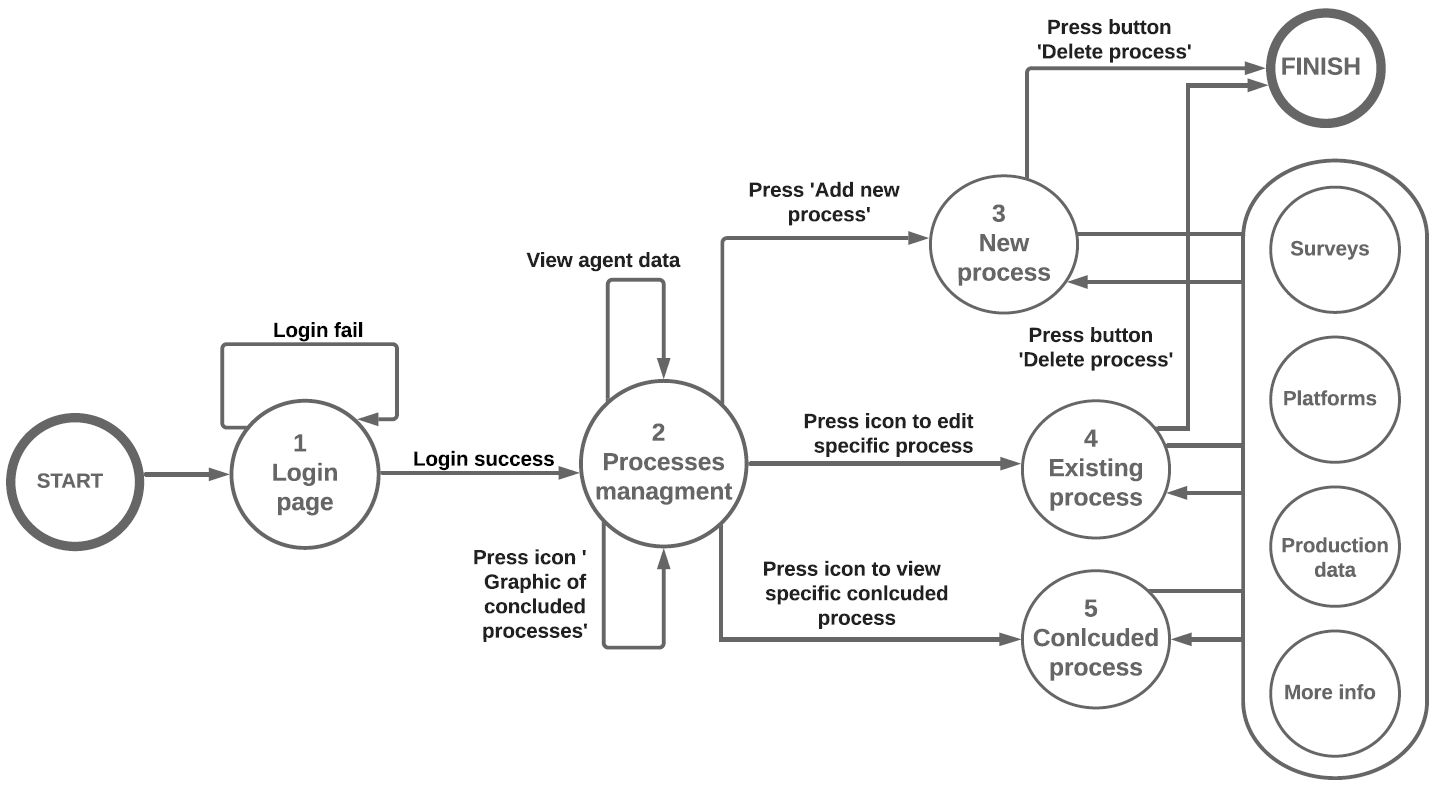 START
Login fail
1
Login
page
Login success
View agent data
2
Processes
managment
Press icon '
Graphic of
concluded
processes'
Press 'Add new
process'
Press icon to edit
specific process
Press icon to view
specific conlcuded
process
Press button
'Delete process'
3
New
process
Press button
'Delete process'
4
Existing
process
5
Conlcuded
process
FINISH
Surveys
Platforms
Production
data
More info